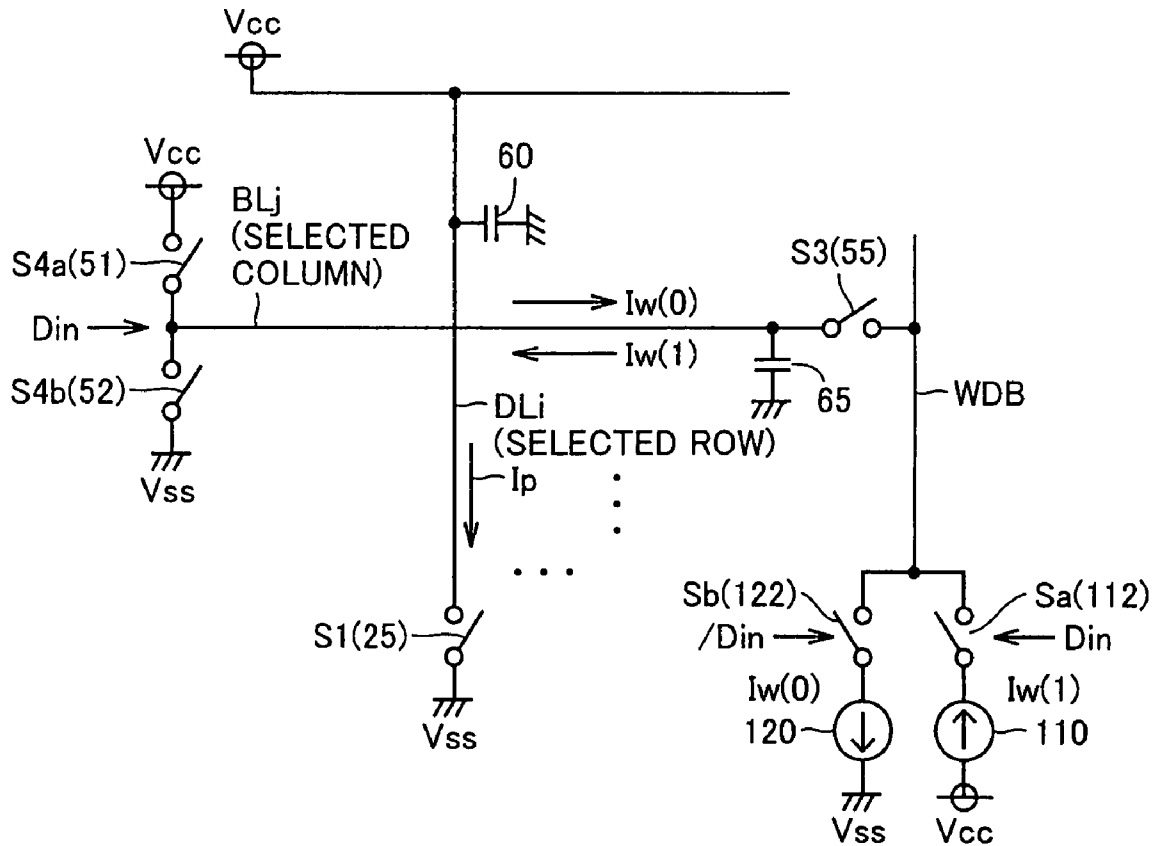 Vcc
Vcc
60
BLj
(SELECTED
COLUMN)
S4a(51)
S3(55)
Iw(0)
Din
Iw(1)
S4b(52)
65
WDB
DLi
(SELECTED ROW)
Vss
Ip
Sb(122)
Sa(112)
/Din
Din
S1(25)
Iw(0)
Iw(1)
120
110
Vss
Vss
Vcc